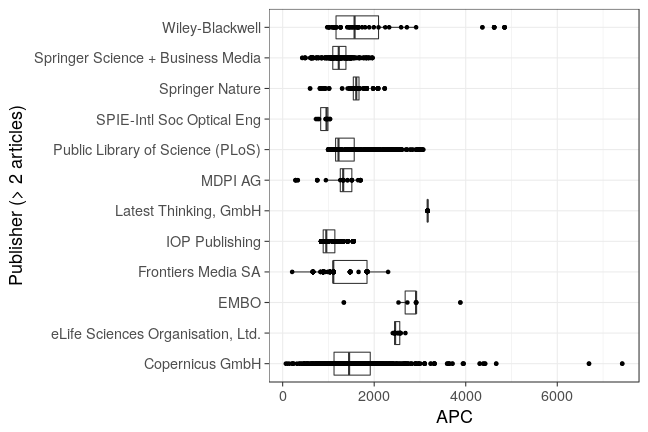 Publisher (> 2 articles)
Wiley-Blackwell
Springer Science + Business Media
Springer Nature
SPIE-Intl Soc Optical Eng
Public Library of Science (PLoS)
MDPI AG
Latest Thinking, GmbH
IOP Publishing
Frontiers Media SA
EMBO
eLife Sciences Organisation, Ltd.
Copernicus GmbH
0 2000 4000 6000
APC